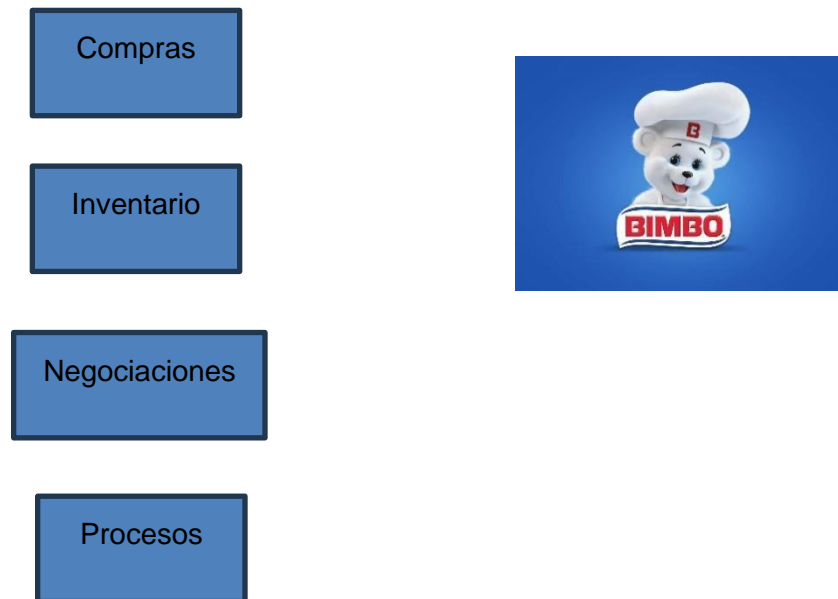 Compras
Inventario
Negociaciones
Procesos
B
BIMBO